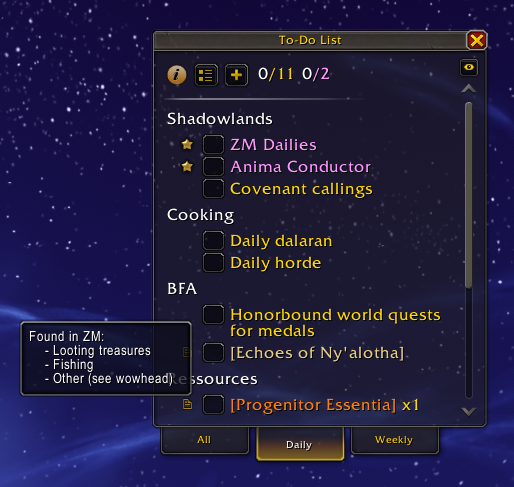 To-Do List
i 0/11 0/2
Shadowlands
ZM Dailies
Anima Conductor
Covenant callings
Cooking
Daily dalaran
Daily horde
BFA
Honorbound world quests
for medals
[Echoes of Ny'alotha]
Found in ZM:
- Looting treasures
- Fishing
- Other (see wowhead)
Ressources
[Progenitor Essentia] x1
All
Daily
Weekly